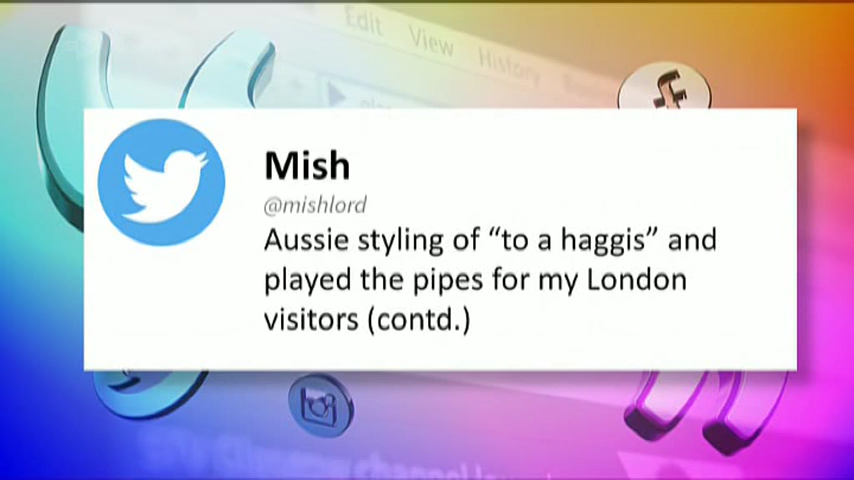 Edit View History
Mish
@mishlord
Aussie styling of “to a haggis” and
played the pipes for my London
visitors (contd.)